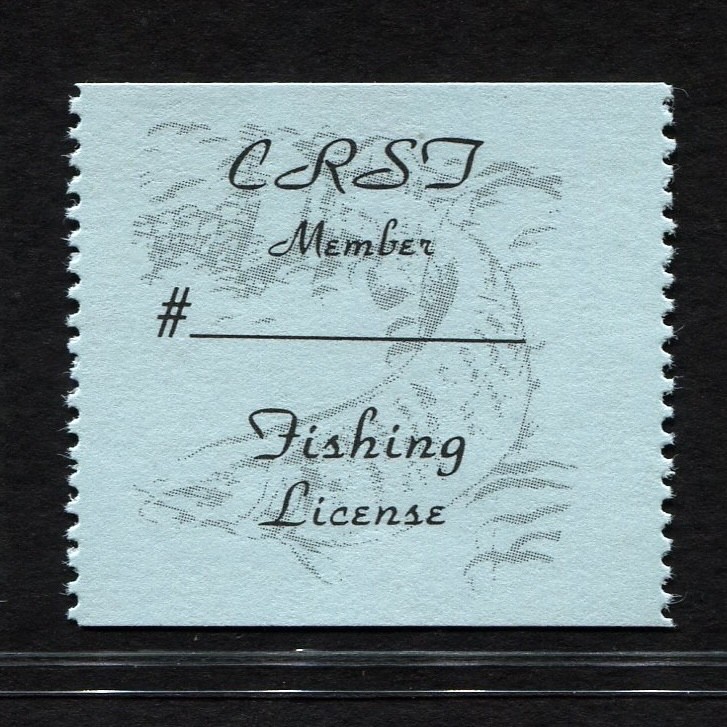 CRST
Member
#
Fishing
License